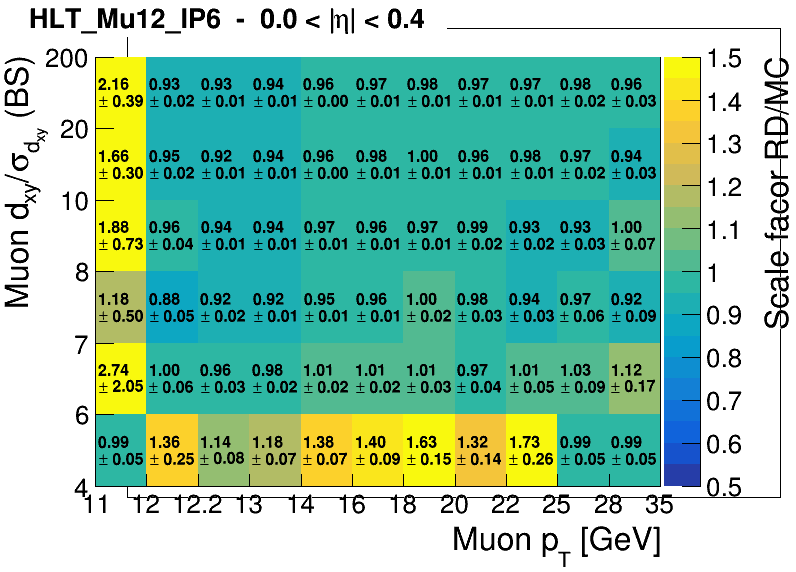 HLT_Mu12_IP6 - 0.0 < |η| < 0.4
Muon d_xy/σ_d_xy (BS)
200
20
10
8
7
6
4
2.16 0.93 0.93 0.94 0.96 0.97 0.98 0.97 0.97 0.98 0.96
± 0.39 ± 0.02 ± 0.01 ± 0.01 ± 0.00 ± 0.01 ± 0.01 ± 0.01 ± 0.01 ± 0.02 ± 0.03
1.66 0.95 0.92 0.94 0.96 0.98 1.00 0.96 0.98 0.97 0.94
± 0.30 ± 0.02 ± 0.01 ± 0.01 ± 0.00 ± 0.01 ± 0.01 ± 0.01 ± 0.01 ± 0.02 ± 0.03
1.88 0.96 0.94 0.94 0.97 0.96 0.97 0.99 0.93 0.93 1.00
± 0.73 ± 0.04 ± 0.01 ± 0.01 ± 0.01 ± 0.01 ± 0.01 ± 0.02 ± 0.02 ± 0.03 ± 0.07
1.18 0.88 0.92 0.92 0.95 0.96 1.00 0.98 0.94 0.97 0.92
± 0.50 ± 0.05 ± 0.02 ± 0.01 ± 0.01 ± 0.01 ± 0.02 ± 0.03 ± 0.03 ± 0.06 ± 0.09
2.74 1.00 0.96 0.98 1.01 1.01 1.01 0.97 1.01 1.03 1.12
± 2.05 ± 0.06 ± 0.03 ± 0.02 ± 0.02 ± 0.02 ± 0.03 ± 0.04 ± 0.05 ± 0.09 ± 0.17
0.99 1.36 1.14 1.18 1.38 1.40 1.63 1.32 1.73 0.99 0.99
± 0.05 ± 0.25 ± 0.08 ± 0.07 ± 0.07 ± 0.09 ± 0.15 ± 0.14 ± 0.26 ± 0.05 ± 0.05
11 12 12.2 13 14 16 18 20 22 25 28 35
Muon p_T [GeV]
1.5
1.4
1.3
1.2
1.1
1
0.9
0.8
0.7
0.6
0.5
Scale facor RD/MC